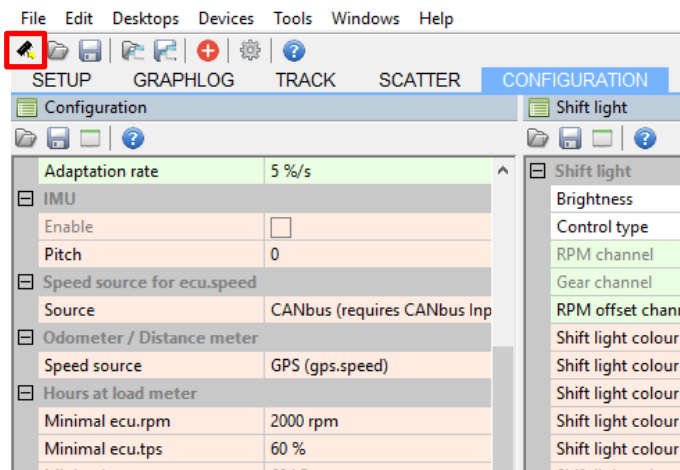 File Edit Desktops Devices Tools Windows Help
SETUP GRAPHLOG TRACK SCATTER CONFIGURATION
Configuration
Adaptation rate 5 %/s
IMU
Enable
Pitch 0
Speed source for ecu.speed
Source CANbus (requires CANbus Inp
Odometer / Distance meter
Speed source GPS (gps.speed)
Hours at load meter
Minimal ecu.rpm 2000 rpm
Minimal ecu.tps 60 %
Shift light
Shift light
Brightness
Control type
RPM channel
Gear channel
RPM offset chann
Shift light colour
Shift light colour
Shift light colour
Shift light colour
Shift light colour